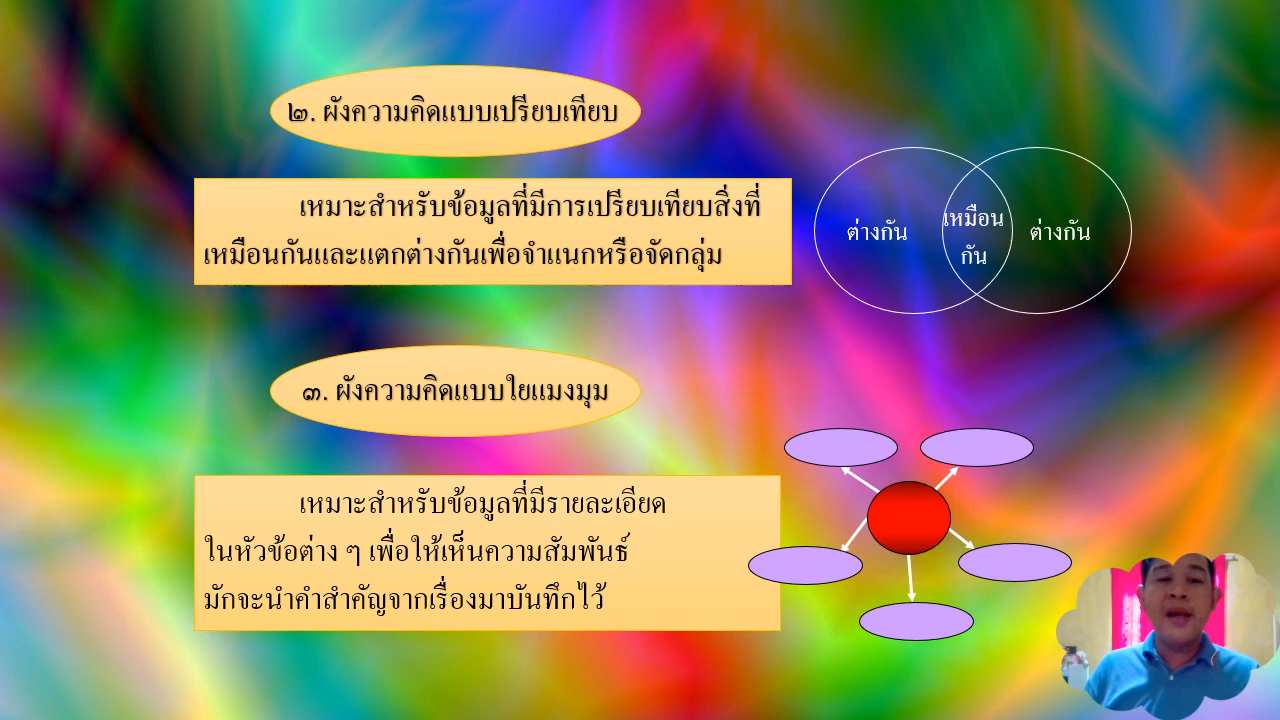 ๒. ผังความคิดแบบเปรียบเทียบ
เหมาะสำหรับข้อมูลที่มีการเปรียบเทียบสิ่งที่
เหมือนกันและแตกต่างกันเพื่อจำแนกหรือจัดกลุ่ม
ต่างกัน
เหมือน
กัน
ต่างกัน
๓. ผังความคิดแบบใยแมงมุม
เหมาะสำหรับข้อมูลที่มีรายละเอียด
ในหัวข้อต่าง ๆ เพื่อให้เห็นความสัมพันธ์
มักจะนำคำสำคัญจากเรื่องมาบันทึกไว้